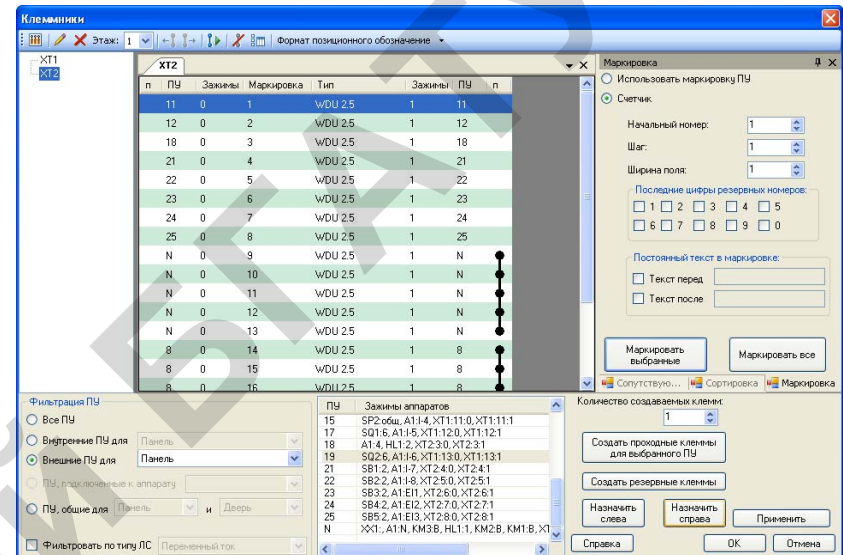 Клеммники
Этаж: 1 Формат позиционного обозначение
XT1
XT2
XT2
п ПУ Зажимы Маркировка Тип Зажимы ПУ п
11 0 1 WDU 2.5 1 11
12 0 2 WDU 2.5 1 12
18 0 3 WDU 2.5 1 18
21 0 4 WDU 2.5 1 21
22 0 5 WDU 2.5 1 22
23 0 6 WDU 2.5 1 23
24 0 7 WDU 2.5 1 24
25 0 8 WDU 2.5 1 25
N 0 9 WDU 2.5 1 N
N 0 10 WDU 2.5 1 N
N 0 11 WDU 2.5 1 N
N 0 12 WDU 2.5 1 N
N 0 13 WDU 2.5 1 N
8 0 14 WDU 2.5 1 8
8 0 15 WDU 2.5 1 8
8 0 16 WDU 2.5 1 8
Маркировка
Использовать маркировку ПУ
Счетчик
Начальный номер: 1
Шаг: 1
Ширина поля: 1
Последние цифры резервных номеров:
1 2 3 4 5
6 7 8 9 0
Постоянный текст в маркировке:
Текст перед
Текст после
Маркировать выбранные
Маркировать все
Сопутствую... Сортировка Маркировка
Фильтрация ПУ
Все ПУ
Внутренние ПУ для Панель
Внешние ПУ для Панель
ПУ, подключенные к аппарату
ПУ, общие для Панель и Дверь
Фильтровать по типу ЛС Переменный ток
ПУ Зажимы аппаратов
15 SP2:общ, A1:I-4, XT1:11:0, XT1:11:1
17 SQ1:6, A1:I-5, XT1:12:0, XT1:12:1
18 A1:4, HL1:2, XT2:3:0, XT2:3:1
19 SQ2:6, A1:I-6, XT1:13:0, XT1:13:1
21 SB1:2, A1:I-7, XT2:4:0, XT2:4:1
22 SB2:2, A1:I-8, XT2:5:0, XT2:5:1
23 SB3:2, A1:EI1, XT2:6:0, XT2:6:1
24 SB4:2, A1:EI2, XT2:7:0, XT2:7:1
25 SB5:2, A1:EI3, XT2:8:0, XT2:8:1
N XX1:, A1:N, KM3:B, HL1:1, KM2:B, KM1:B, XT
Количество создаваемых клемм:
1
Создать проходные клеммы для выбранного ПУ
Создать резервные клеммы
Назначить слева
Назначить справа
Применить
Справка
OK
Отмена
Й БГАТУ